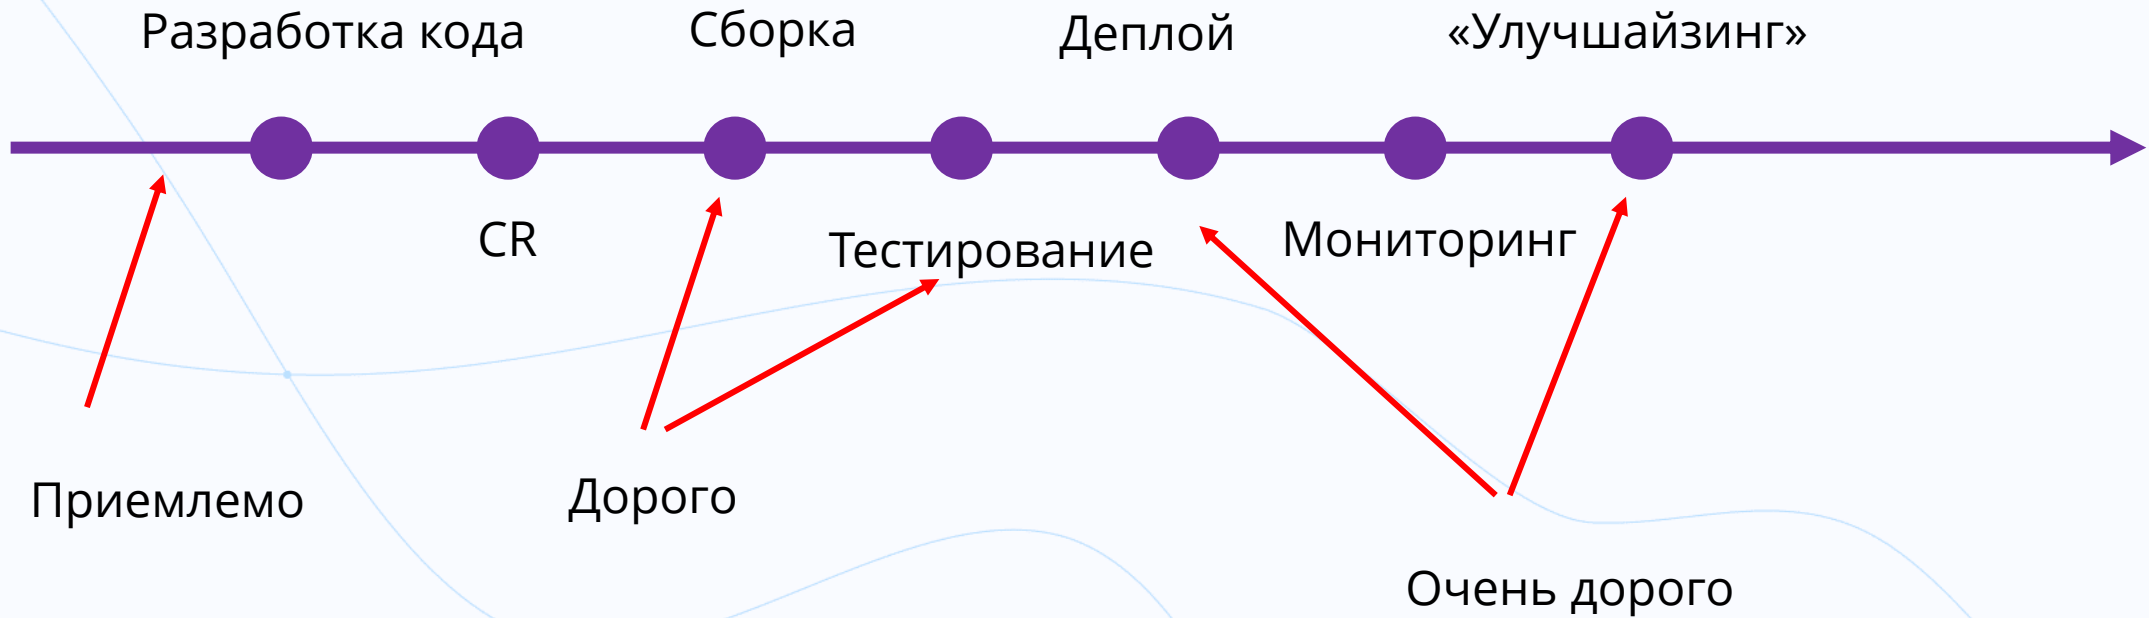 Разработка кода
Сборка
Деплой
«Улучшайзинг»
CR
Тестирование
Мониторинг
Приемлемо
Дорого
Очень дорого